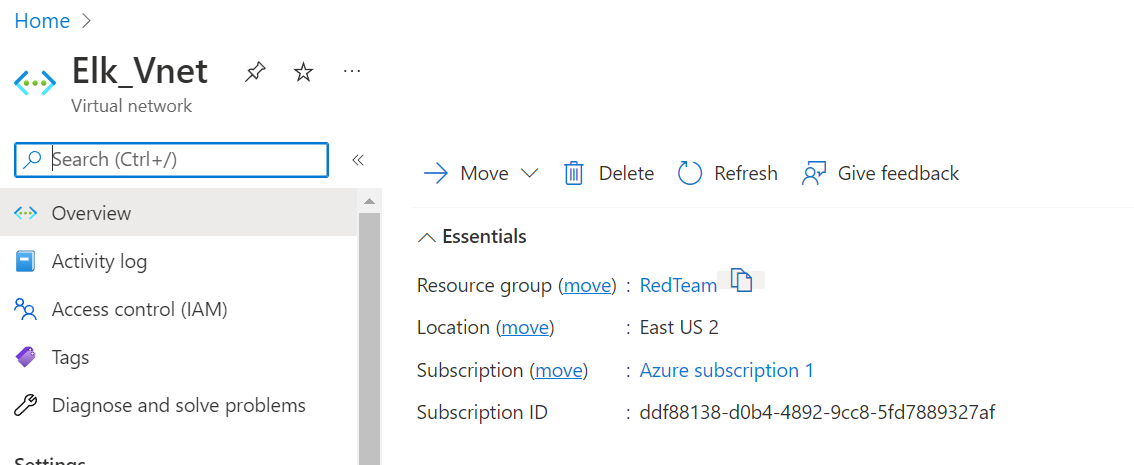 Home
Elk_Vnet
Virtual network
Search (Ctrl+/)
Overview
Activity log
Access control (IAM)
Tags
Diagnose and solve problems
Settings
Move Delete Refresh Give feedback
Essentials
Resource group (move) : RedTeam
Location (move) : East US 2
Subscription (move) : Azure subscription 1
Subscription ID : ddf88138-d0b4-4892-9cc8-5fd7889327af